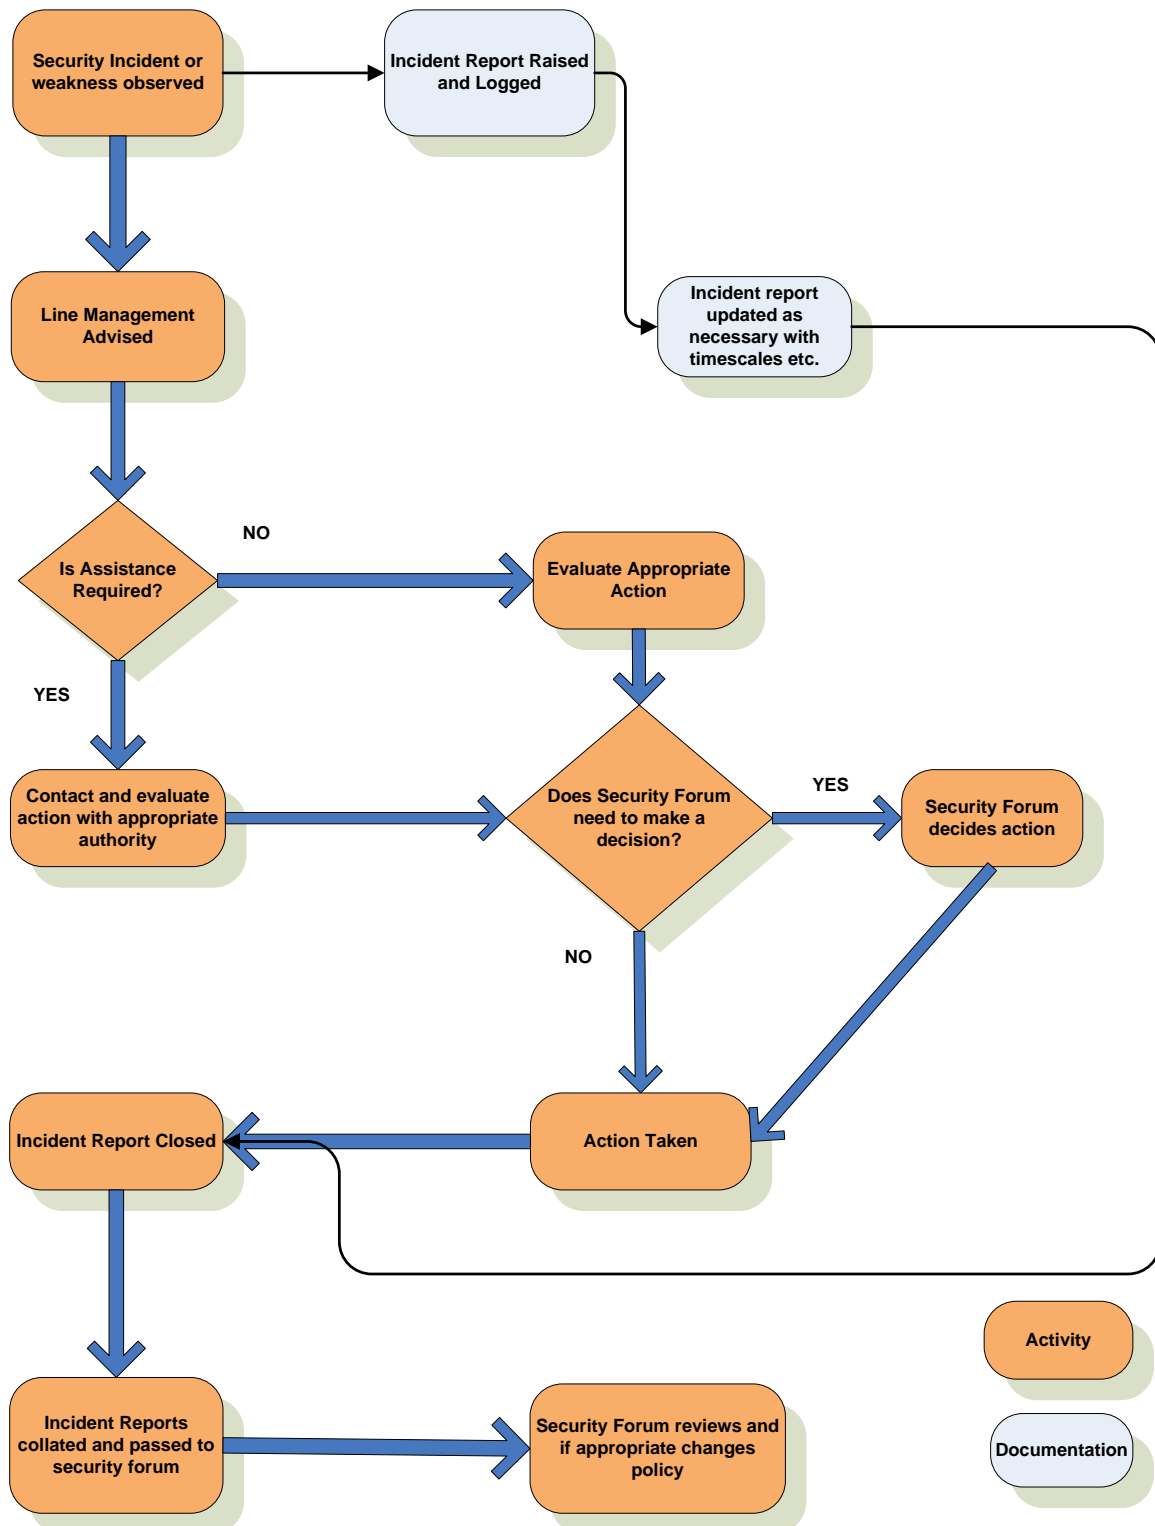 Security Incident or
weakness observed
Incident Report Raised
and Logged
Line Management
Advised
Incident report
updated as
necessary with
timescales etc.
Is Assistance
Required?
NO
Evaluate Appropriate
Action
YES
Contact and evaluate
action with appropriate
authority
Does Security Forum
need to make a
decision?
YES
Security Forum
decides action
NO
Incident Report Closed
Action Taken
Activity
Incident Reports
collated and passed to
security forum
Security Forum reviews and
if appropriate changes
policy
Documentation